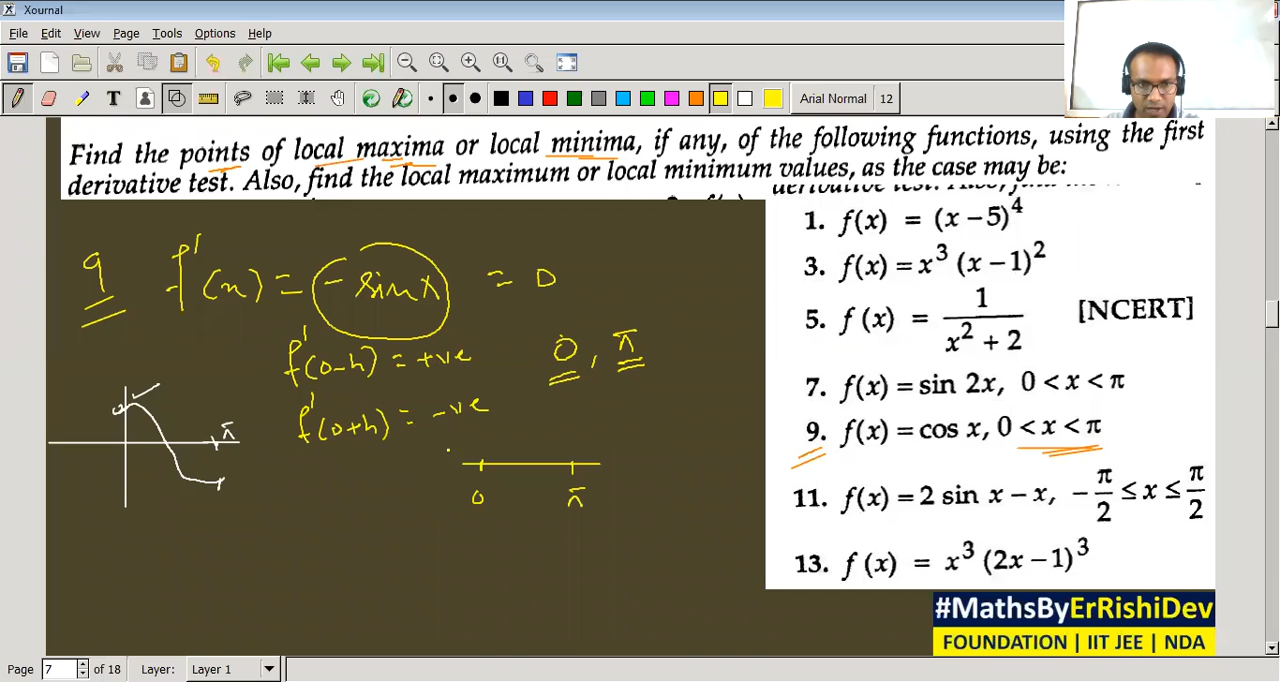 Xournal
File Edit View Page Tools Options Help
Arial Normal 12
Find the points of local maxima or local minima, if any, of the following functions, using the first
derivative test. Also, find the local maximum or local minimum values, as the case may be:
9 f'(x) = -sin x = 0
f'(0-h) = +ve 0, π
f'(0+h) = -ve
π
0 π
1. f(x) = (x-5)⁴
3. f(x) = x³ (x-1)²
5. f (x) = 1/(x² + 2) [NCERT]
7. f(x) = sin 2x, 0 < x < π
9. f(x) = cos x, 0 < x < π
11. f(x) = 2 sin x - x, -π/2 ≤ x ≤ π/2
13. f (x) = x³ (2x - 1)³
#MathsByErRishiDev
FOUNDATION | IIT JEE | NDA
Page 7 of 18 Layer: Layer 1